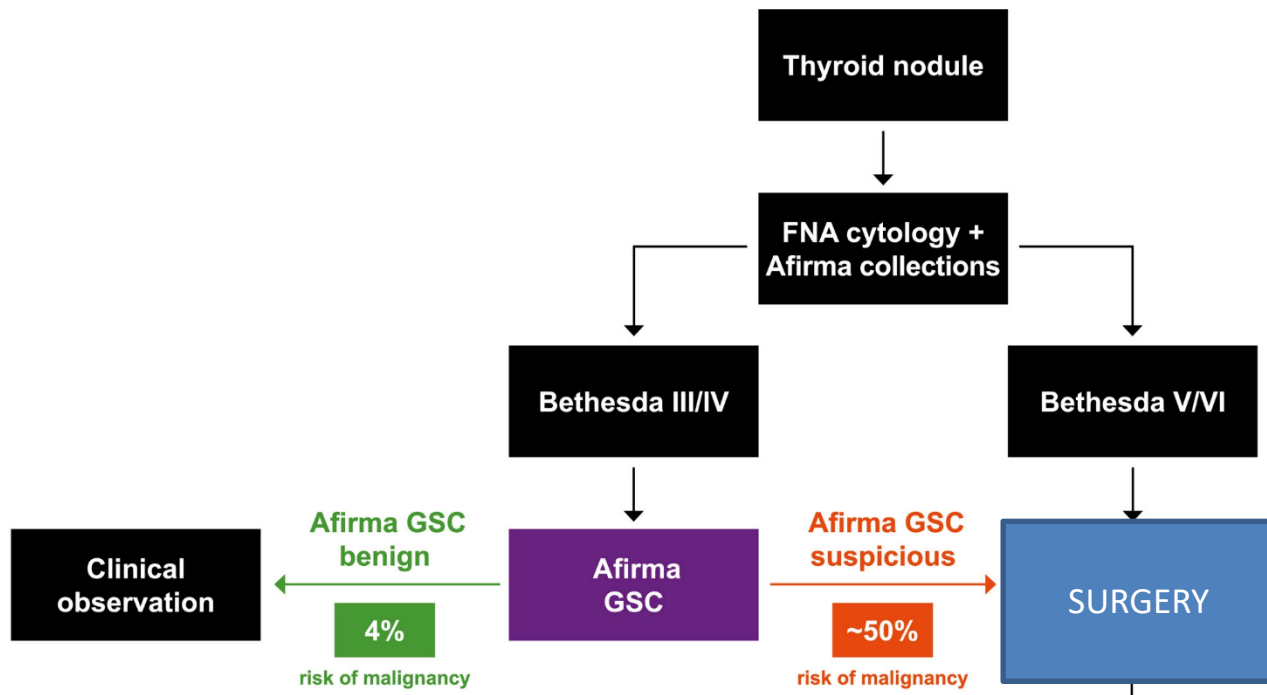 Thyroid nodule
FNA cytology +
Afirma collections
Bethesda III/IV
Bethesda V/VI
Clinical
observation
Afirma GSC
benign
4%
risk of malignancy
Afirma
GSC
Afirma GSC
suspicious
~50%
risk of malignancy
SURGERY